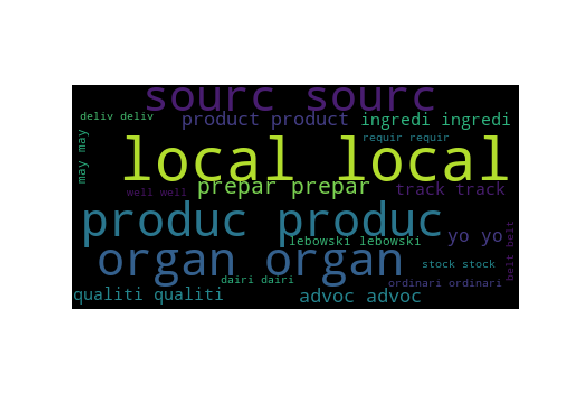 sourc sourc
deliv deliv
product product
ingredi ingredi
may may
requir requir
local local
prepar prepar
well well
track track
produc produc
yo yo
lebowski lebowski
belt belt
organ organ
stock stock
dairi dairi
ordinari ordinari
qualiti qualiti
advoc advoc